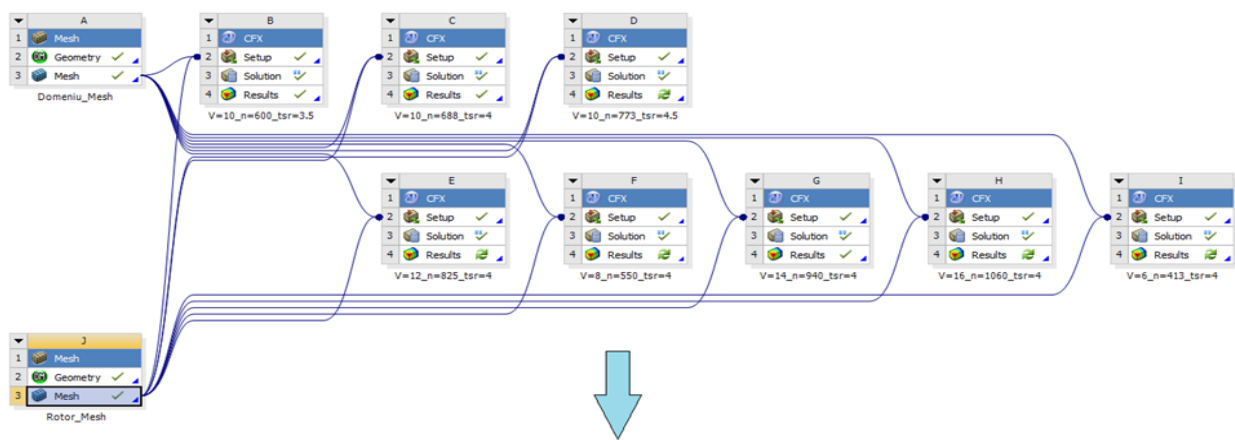 A B C D
1 Mesh 1 CFX 1 CFX 1 CFX
2 Geometry 2 Setup 2 Setup 2 Setup
3 Mesh 3 Solution 3 Solution 3 Solution
Domeniu_Mesh 4 Results 4 Results 4 Results
V=10_n=600_tsr=3.5 V=10_n=688_tsr=4 V=10_n=773_tsr=4.5
E F G H I
1 CFX 1 CFX 1 CFX 1 CFX 1 CFX
2 Setup 2 Setup 2 Setup 2 Setup 2 Setup
3 Solution 3 Solution 3 Solution 3 Solution 3 Solution
4 Results 4 Results 4 Results 4 Results 4 Results
V=12_n=825_tsr=4 V=8_n=550_tsr=4 V=14_n=940_tsr=4 V=16_n=1060_tsr=4 V=6_n=413_tsr=4
J
1 Mesh
2 Geometry
3 Mesh
Rotor_Mesh